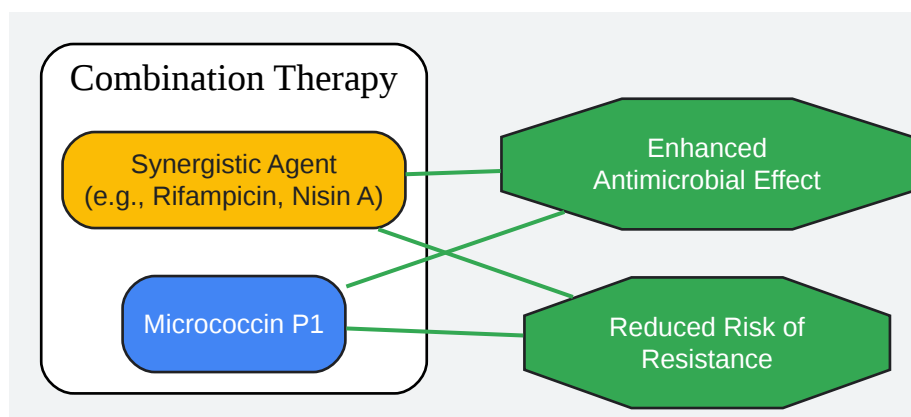 Combination Therapy
Synergistic Agent
(e.g., Rifampicin, Nisin A)
Micrococcin P1
Enhanced
Antimicrobial Effect
Reduced Risk of
Resistance